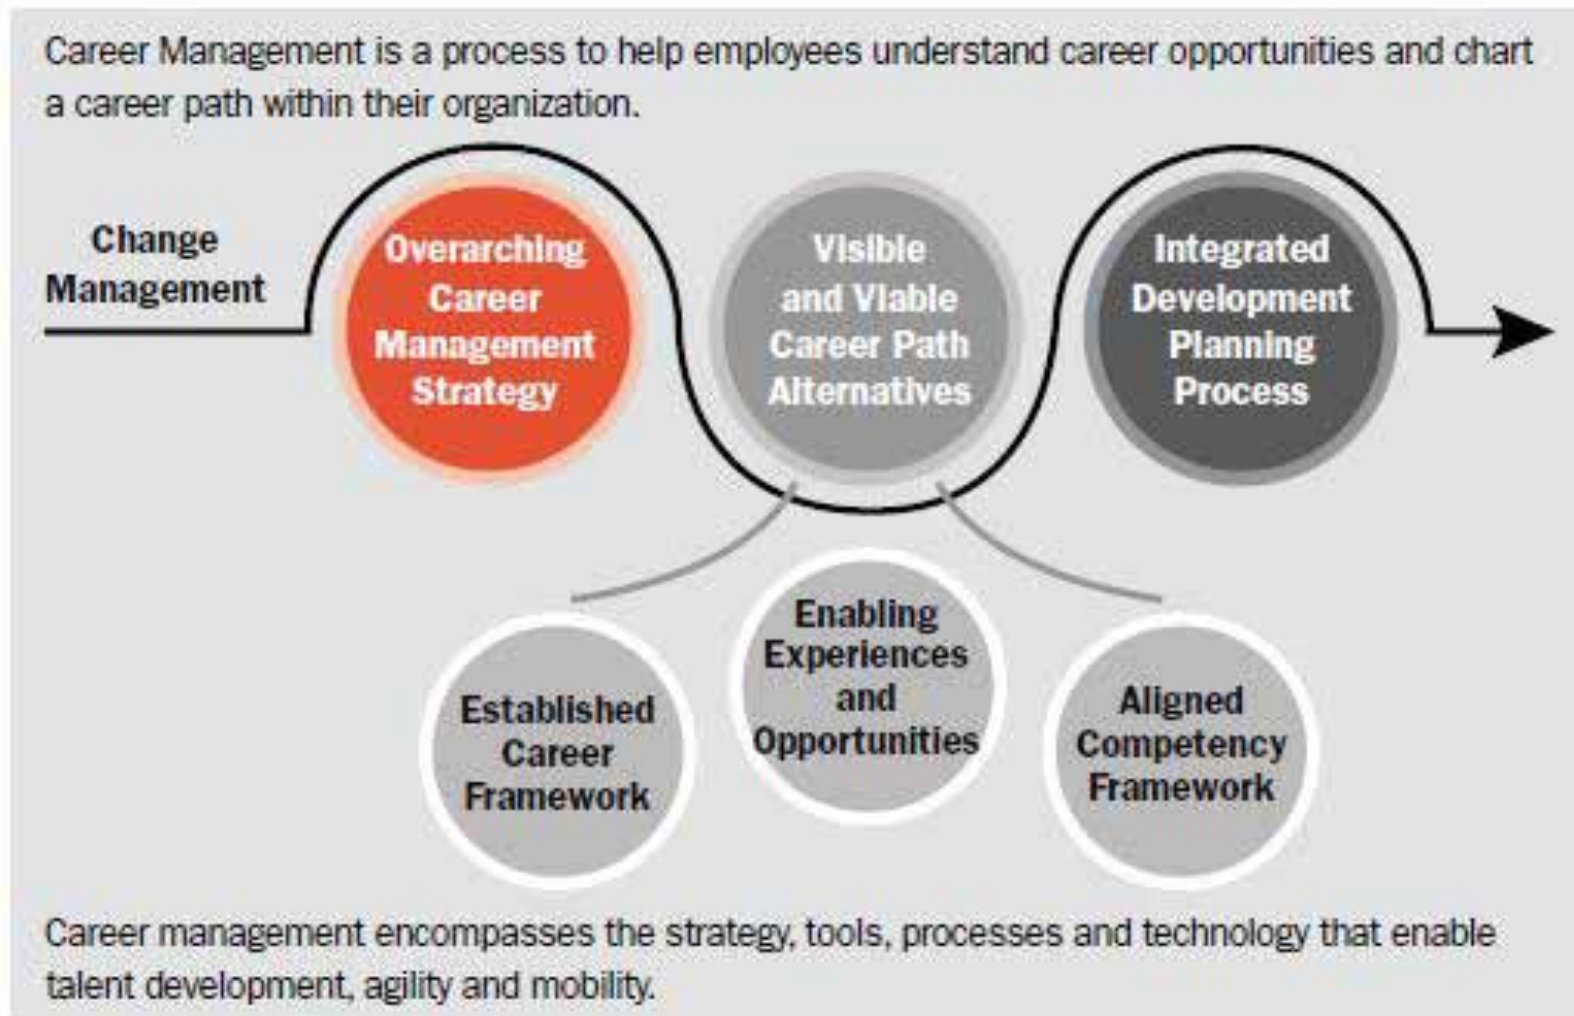 Career Management is a process to help employees understand career opportunities and chart
a career path within their organization.
Change
Management
Overarching
Career
Management
Strategy
Visible
and Viable
Career Path
Alternatives
Integrated
Development
Planning
Process
Established
Career
Framework
Enabling
Experiences
and
Opportunities
Aligned
Competency
Framework
Career management encompasses the strategy, tools, processes and technology that enable
talent development, agility and mobility.